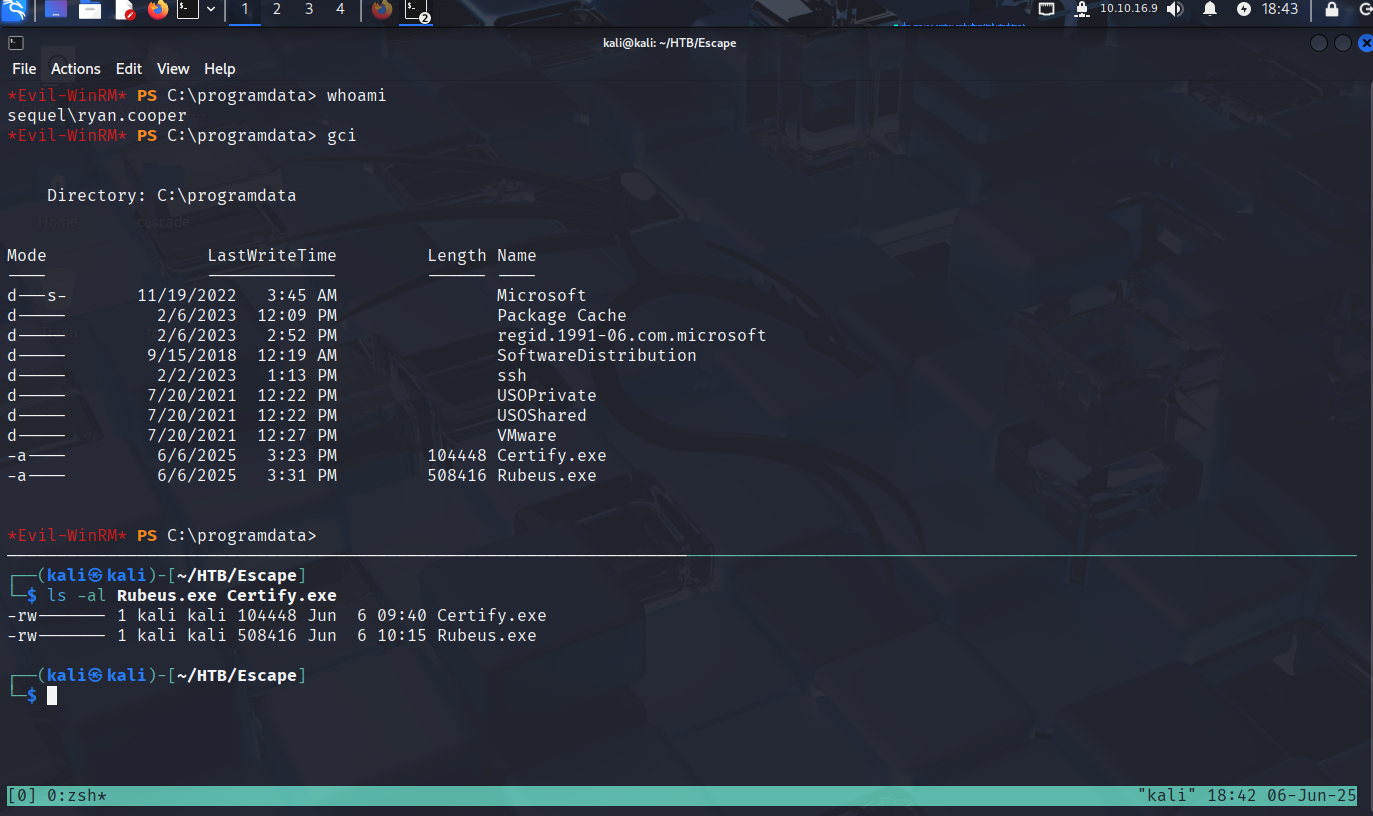 1 2 3 4 2 10.10.16.9 18:43
kali@kali: ~/HTB/Escape
File Actions Edit View Help
*Evil-WinRM* PS C:\programdata> whoami
sequel\ryan.cooper
*Evil-WinRM* PS C:\programdata> gci
Directory: C:\programdata
Mode LastWriteTime Length Name
---- ------------- ------ ----
d---s- 11/19/2022 3:45 AM Microsoft
d----- 2/6/2023 12:09 PM Package Cache
d----- 2/6/2023 2:52 PM regid.1991-06.com.microsoft
d----- 9/15/2018 12:19 AM SoftwareDistribution
d----- 2/2/2023 1:13 PM ssh
d----- 7/20/2021 12:22 PM USOPrivate
d----- 7/20/2021 12:22 PM USOShared
d----- 7/20/2021 12:27 PM VMware
-a---- 6/6/2025 3:23 PM 104448 Certify.exe
-a---- 6/6/2025 3:31 PM 508416 Rubeus.exe
*Evil-WinRM* PS C:\programdata>
┌──(kali㉿kali)-[~/HTB/Escape]
└─$ ls -al Rubeus.exe Certify.exe
-rw------- 1 kali kali 104448 Jun 6 09:40 Certify.exe
-rw------- 1 kali kali 508416 Jun 6 10:15 Rubeus.exe
┌──(kali㉿kali)-[~/HTB/Escape]
└─$
[0] 0:zsh* "kali" 18:42 06-Jun-25
Home
cascade